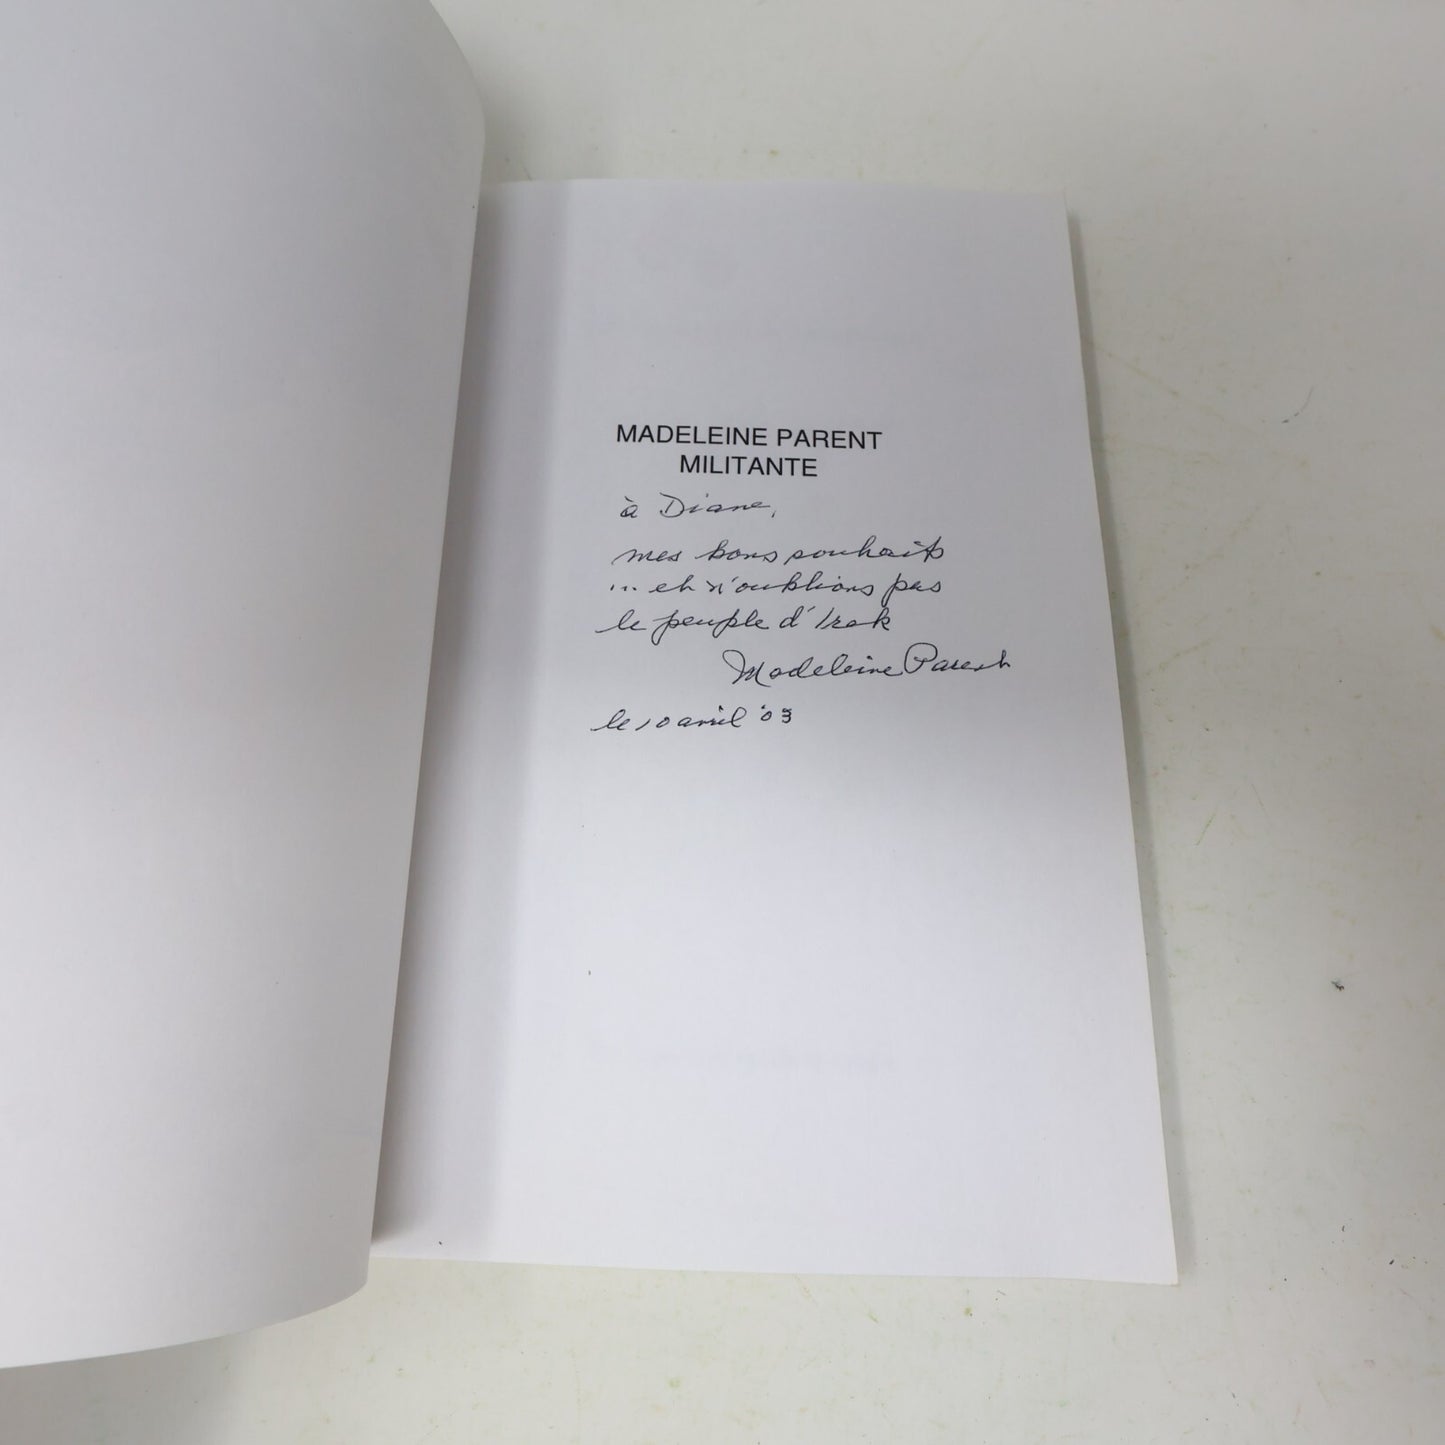 MADELEINE PARENT
MILITANTE
à Diane,
mes bons souhaits
... et n'oublions pas
le peuple d'Irak
Madeleine Parent
le 10 avril '03